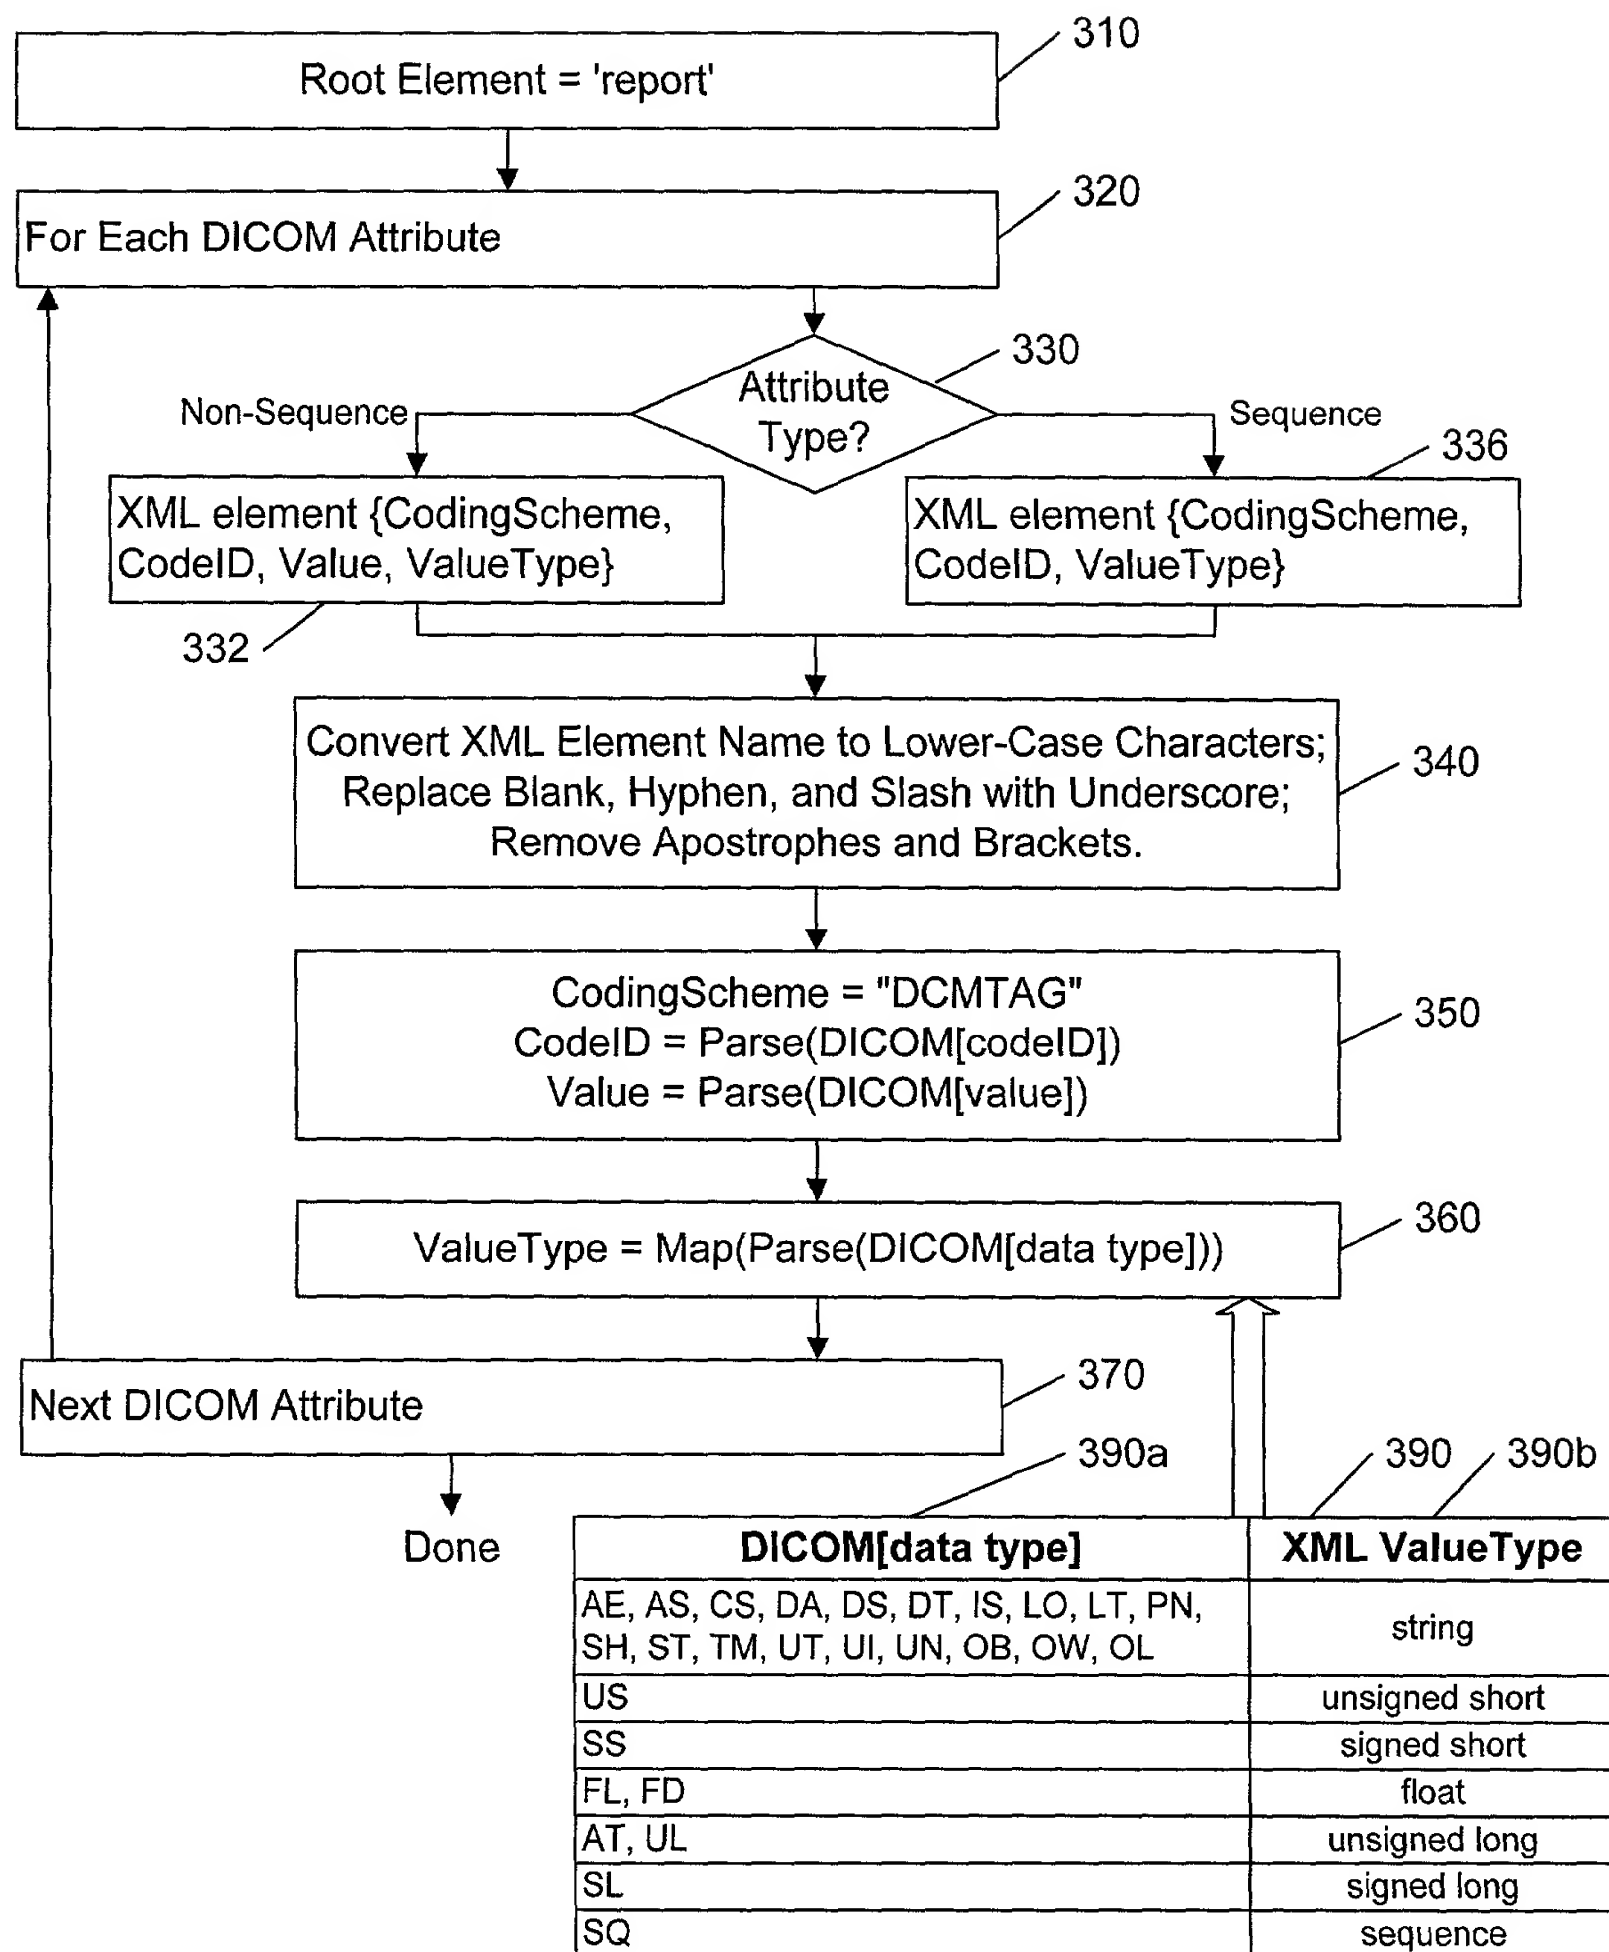 310
Root Element = 'report'
320
For Each DICOM Attribute
330
Attribute
Type?
Non-Sequence
Sequence
336
XML element {CodingScheme,
CodeID, Value, ValueType}
XML element {CodingScheme,
CodeID, ValueType}
332
Convert XML Element Name to Lower-Case Characters;
Replace Blank, Hyphen, and Slash with Underscore;
Remove Apostrophes and Brackets.
340
CodingScheme = "DCMTAG"
CodeID = Parse(DICOM[codeID])
Value = Parse(DICOM[value])
350
360
ValueType = Map(Parse(DICOM[data type]))
370
Next DICOM Attribute
390a
390
390b
Done
DICOM[data type]
XML ValueType
AE, AS, CS, DA, DS, DT, IS, LO, LT, PN,
SH, ST, TM, UT, UI, UN, OB, OW, OL
string
US
unsigned short
SS
signed short
FL, FD
float
AT, UL
unsigned long
SL
signed long
SQ
sequence